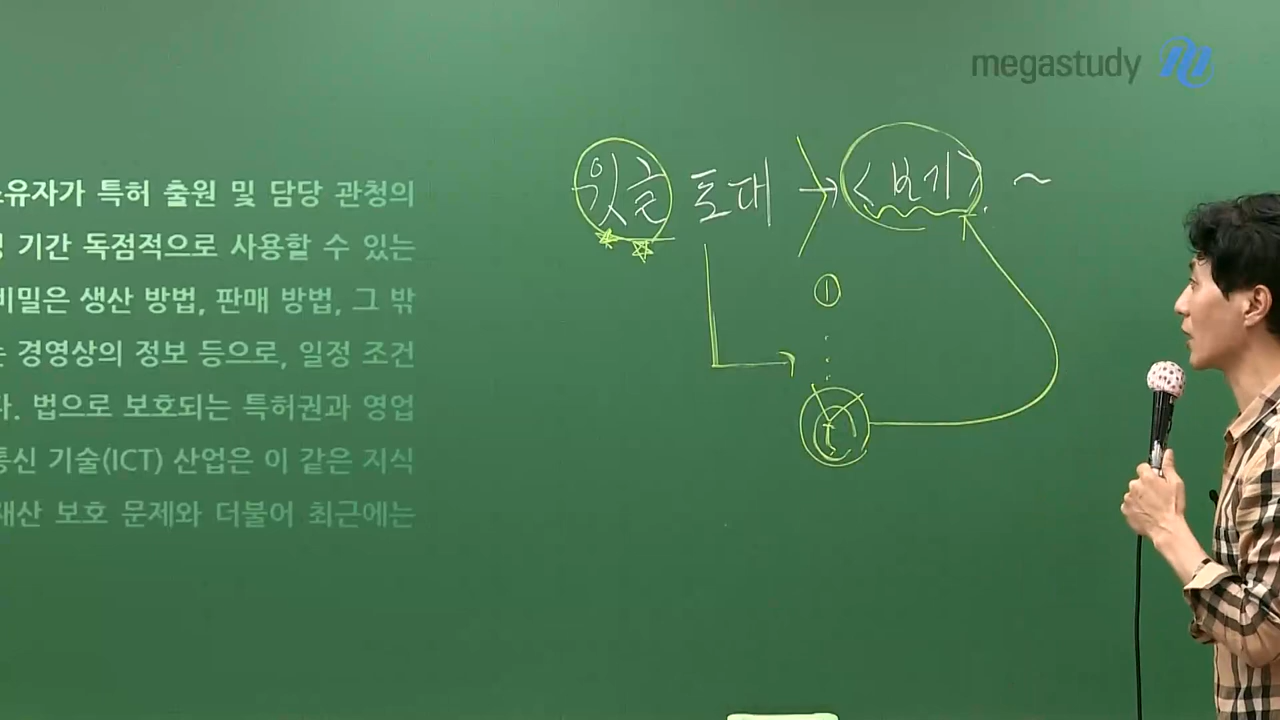 megastudy
유자가 특허 출원 및 담당 관청의
기간 독점적으로 사용할 수 있는
비밀은 생산 방법, 판매 방법, 그 밖
경영상의 정보 등으로, 일정 조건
다. 법으로 보호되는 특허권과 영업
통신 기술(ICT) 산업은 이 같은 지식
재산 보호 문제와 더불어 최근에는
윗글 토대 → <보기> ~
①